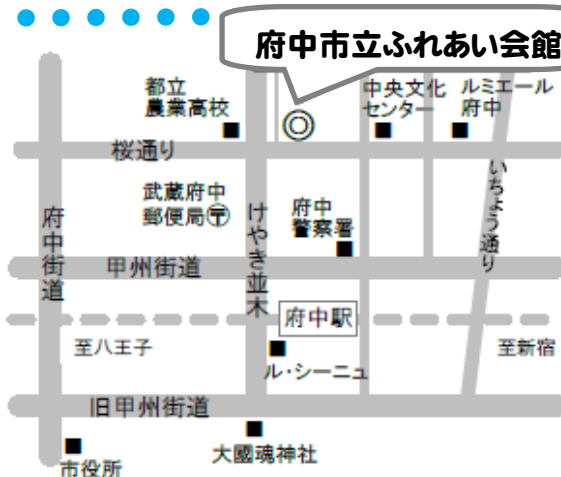 府中市立ふれあい会館
都立
農業高校
中央文化
センター
ルミエール
府中
桜通り
武蔵府中
郵便局〒
府中
警察署
いちょう通り
府中街道
けやき並木
甲州街道
府中駅
至八王子
至新宿
ル・シーニュ
旧甲州街道
大國魂神社
市役所